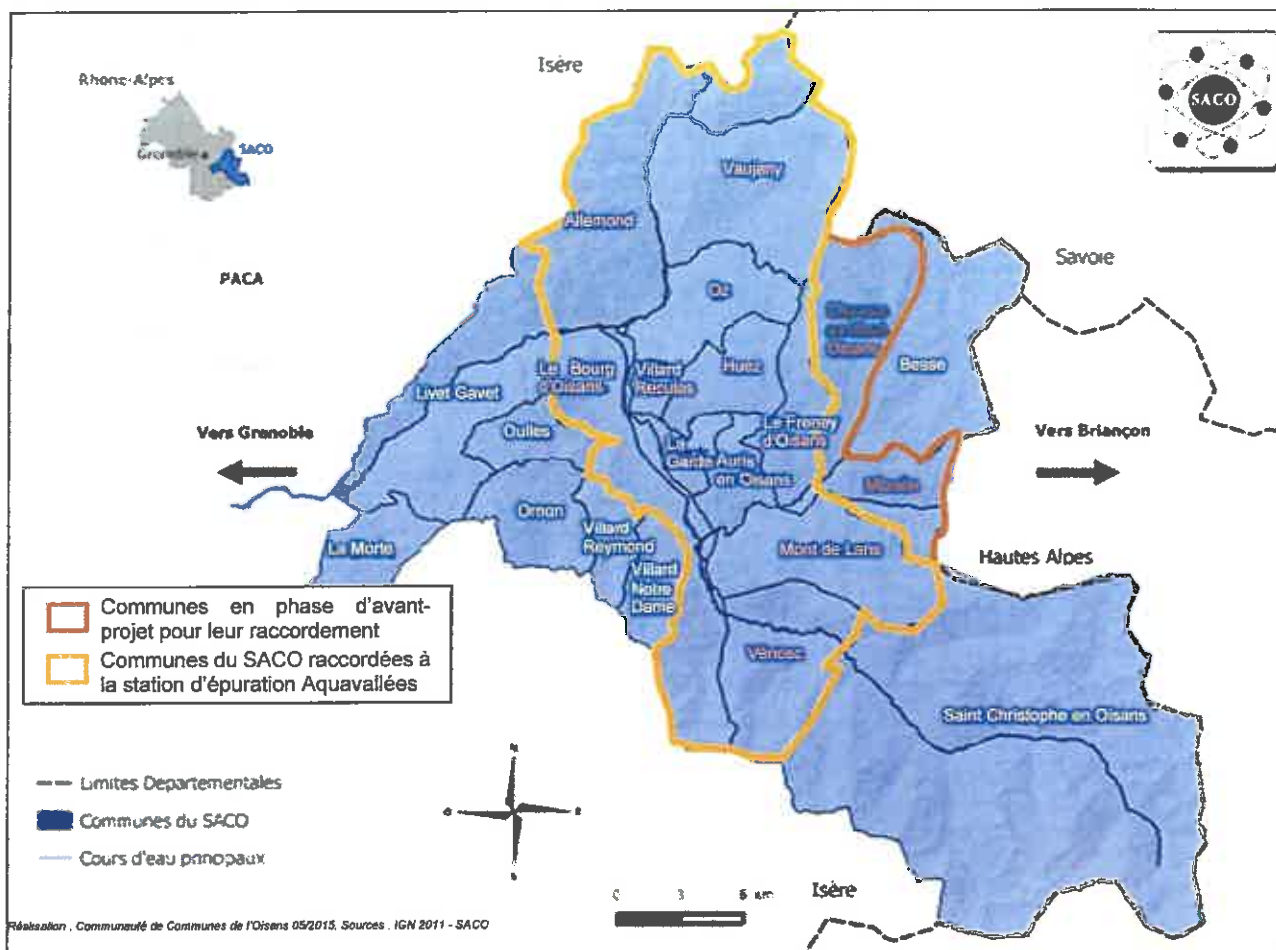 Isère
Rhone-Alpes
SACO
Grenoble
SACO
Vaujany
Allemond
Savoie
PACA
Oz
Besse
Le Bourg
d'Oisans
Villard
Reculas
Huez
Livet Gavet
Vers Grenoble
Oulles
La
Garde
Auris
en Oisans
Le Freney
d'Oisans
Vers Briançon
Mizoën
Ornon
Villard
Reymond
La Morte
Mont de Lans
Hautes Alpes
Villard
Notre
Dame
Communes en phase d'avant-
projet pour leur raccordement
Communes du SACO raccordées à
la station d'épuration Aquavallées
Vénosc
Saint Christophe en Oisans
Limites Departementales
Communes du SACO
Cours d'eau principaux
N
O
E
S
0 3 6 km
Isère
Réalisation . Communauté de Communes de l'Oisans 05/2015, Sources . IGN 2011 - SACO